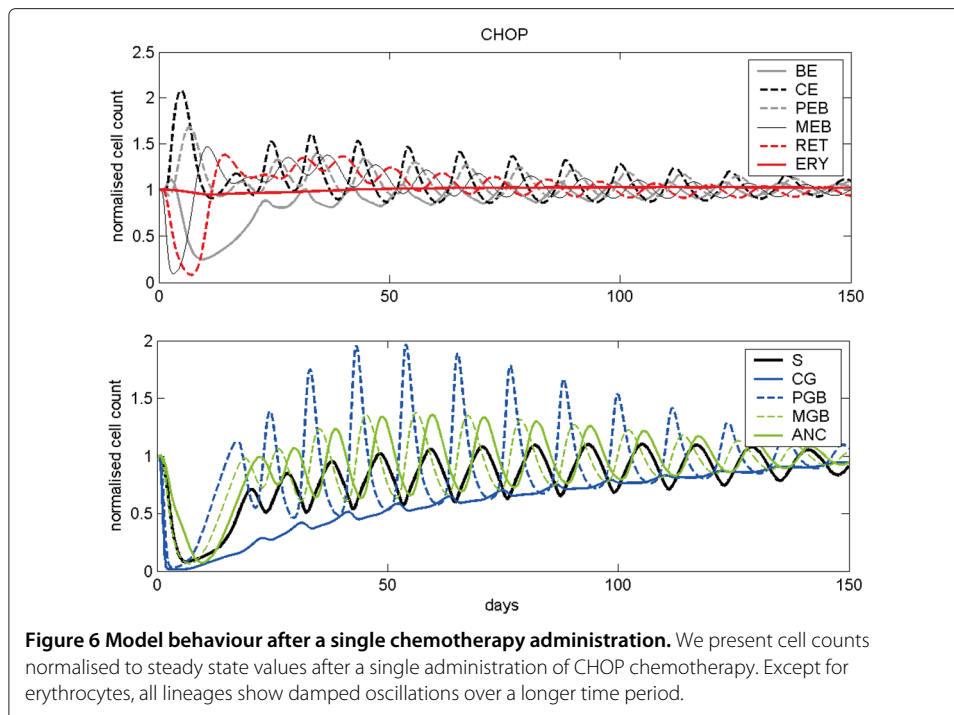 CHOP
2.5
2
1.5
1
0.5
0
normalised cell count
BE
CE
PEB
MEB
RET
ERY
0 50 100 150
2
1.5
1
0.5
0
normalised cell count
S
CG
PGB
MGB
ANC
0 50 100 150
days
Figure 6 Model behaviour after a single chemotherapy administration. We present cell counts
normalised to steady state values after a single administration of CHOP chemotherapy. Except for
erythrocytes, all lineages show damped oscillations over a longer time period.